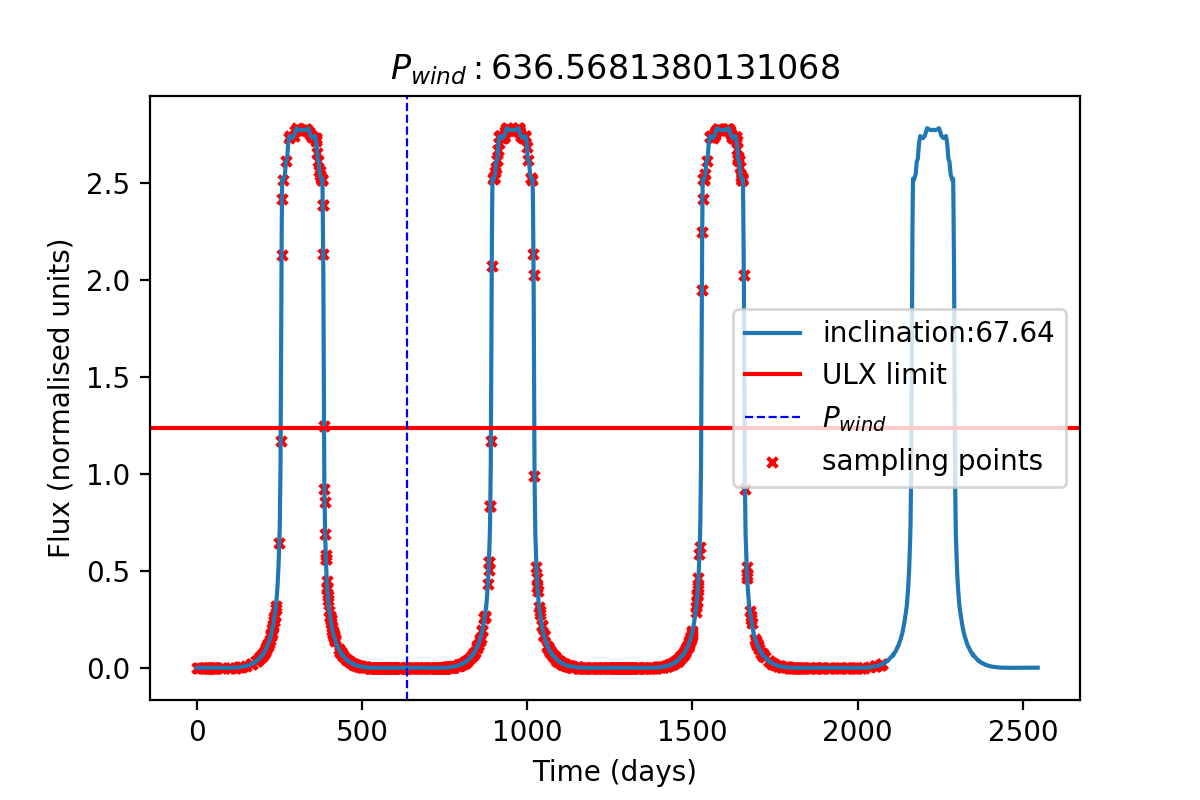 P_wind : 636.5681380131068
Flux (normalised units)
2.5
2.0
1.5
1.0
0.5
0.0
inclination:67.64
ULX limit
P_wind
sampling points
0 500 1000 1500 2000 2500
Time (days)